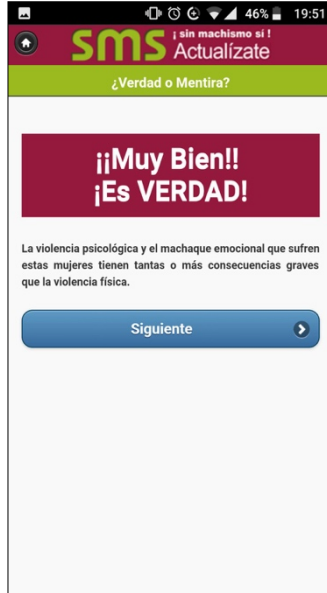 46% 19:51
SMS ¡ sin machismo sí !
Actualízate
¿Verdad o Mentira?
¡¡Muy Bien!!
¡Es VERDAD!
La violencia psicológica y el machaque emocional que sufren
estas mujeres tienen tantas o más consecuencias graves
que la violencia física.
Siguiente